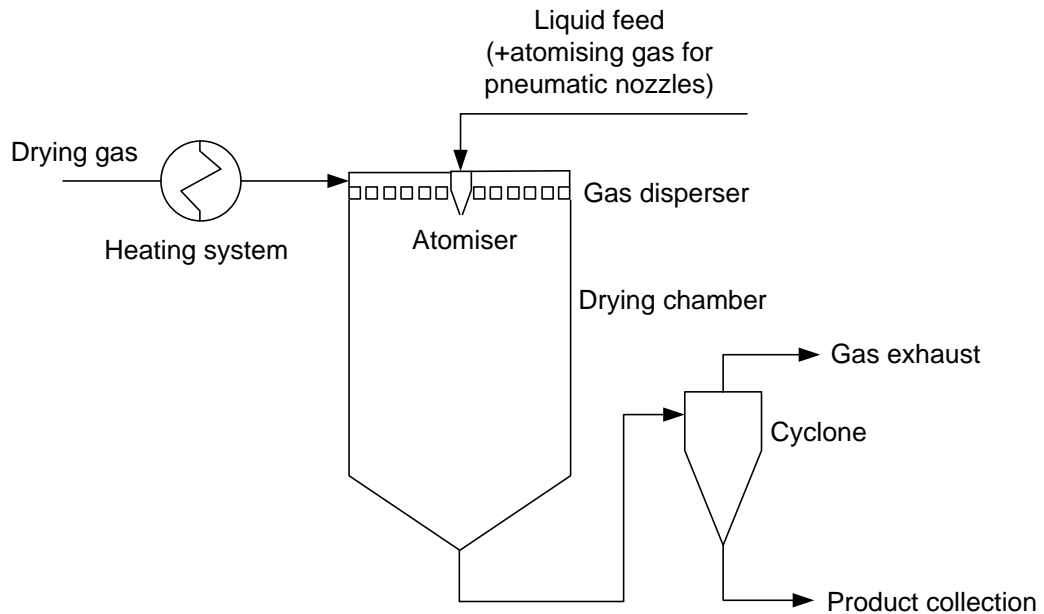 Liquid feed
(+atomising gas for
pneumatic nozzles)
Drying gas
Gas disperser
Heating system
Atomiser
Drying chamber
Gas exhaust
Cyclone
Product collection